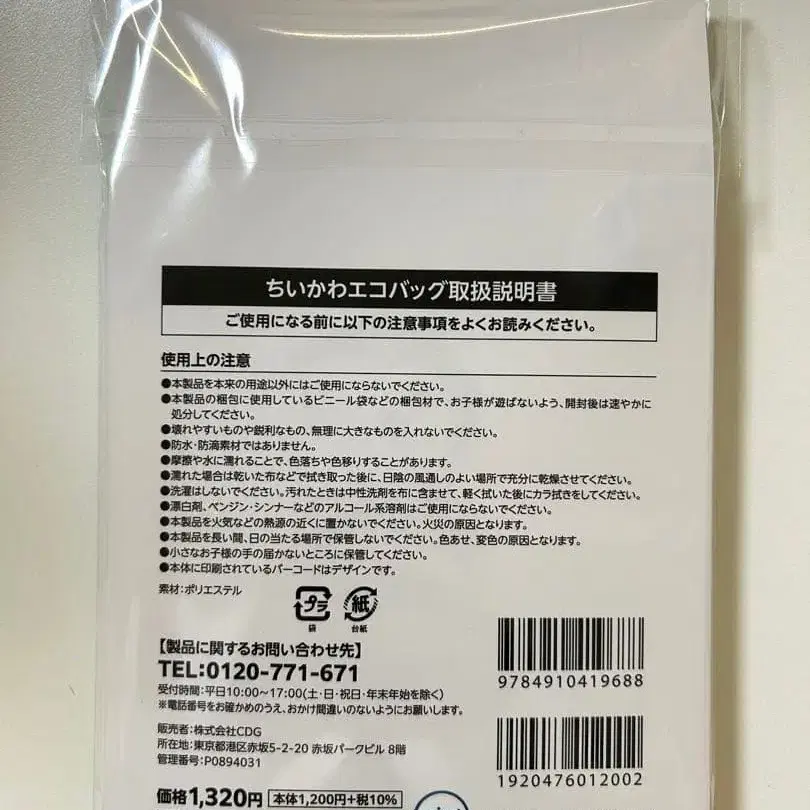 ちいかわエコバッグ取扱説明書
ご使用になる前に以下の注意事項をよくお読みください。
使用上の注意
●本製品を本来の用途以外にはご使用にならないでください。
●本製品の梱包に使用しているビニール袋などの梱包材で、お子様が遊ばないよう、開封後は速やかに
処分してください。
●壊れやすいものや鋭利なもの、無理に大きなものを入れないでください。
●防水・防滴素材ではありません。
●摩擦や水に濡れることで、色落ちや色移りすることがあります。
●濡れた場合は乾いた布などで拭き取った後に、日陰の風通しのよい場所で充分に乾燥させてください。
●洗濯はしないでください。汚れたときは中性洗剤を布に含ませて、軽く拭いた後にカラ拭きをしてください。
●漂白剤、ベンジン・シンナーなどのアルコール系溶剤はご使用にならないでください。
●本製品を火気などの熱源の近くに置かないでください。火災の原因となります。
●本製品を長い間、日の当たる場所で保管しないでください。色あせ、変色の原因となります。
●小さなお子様の手の届かないところに保管してください。
●本体に印刷されているバーコードはデザインです。
素材:ポリエステル
プラ 紙
袋 台紙
【製品に関するお問い合わせ先】
TEL:0120-771-671
受付時間:平日10:00〜17:00(土・日・祝日・年末年始を除く)
※電話番号をお確かめのうえ、おかけ間違いのないようにお願いします。
販売者:株式会社CDG
所在地:東京都港区赤坂5-2-20 赤坂パークビル 8階
管理番号:P0894031
価格1,320円 本体1,200円+税10%
9784910419688
1920476012002